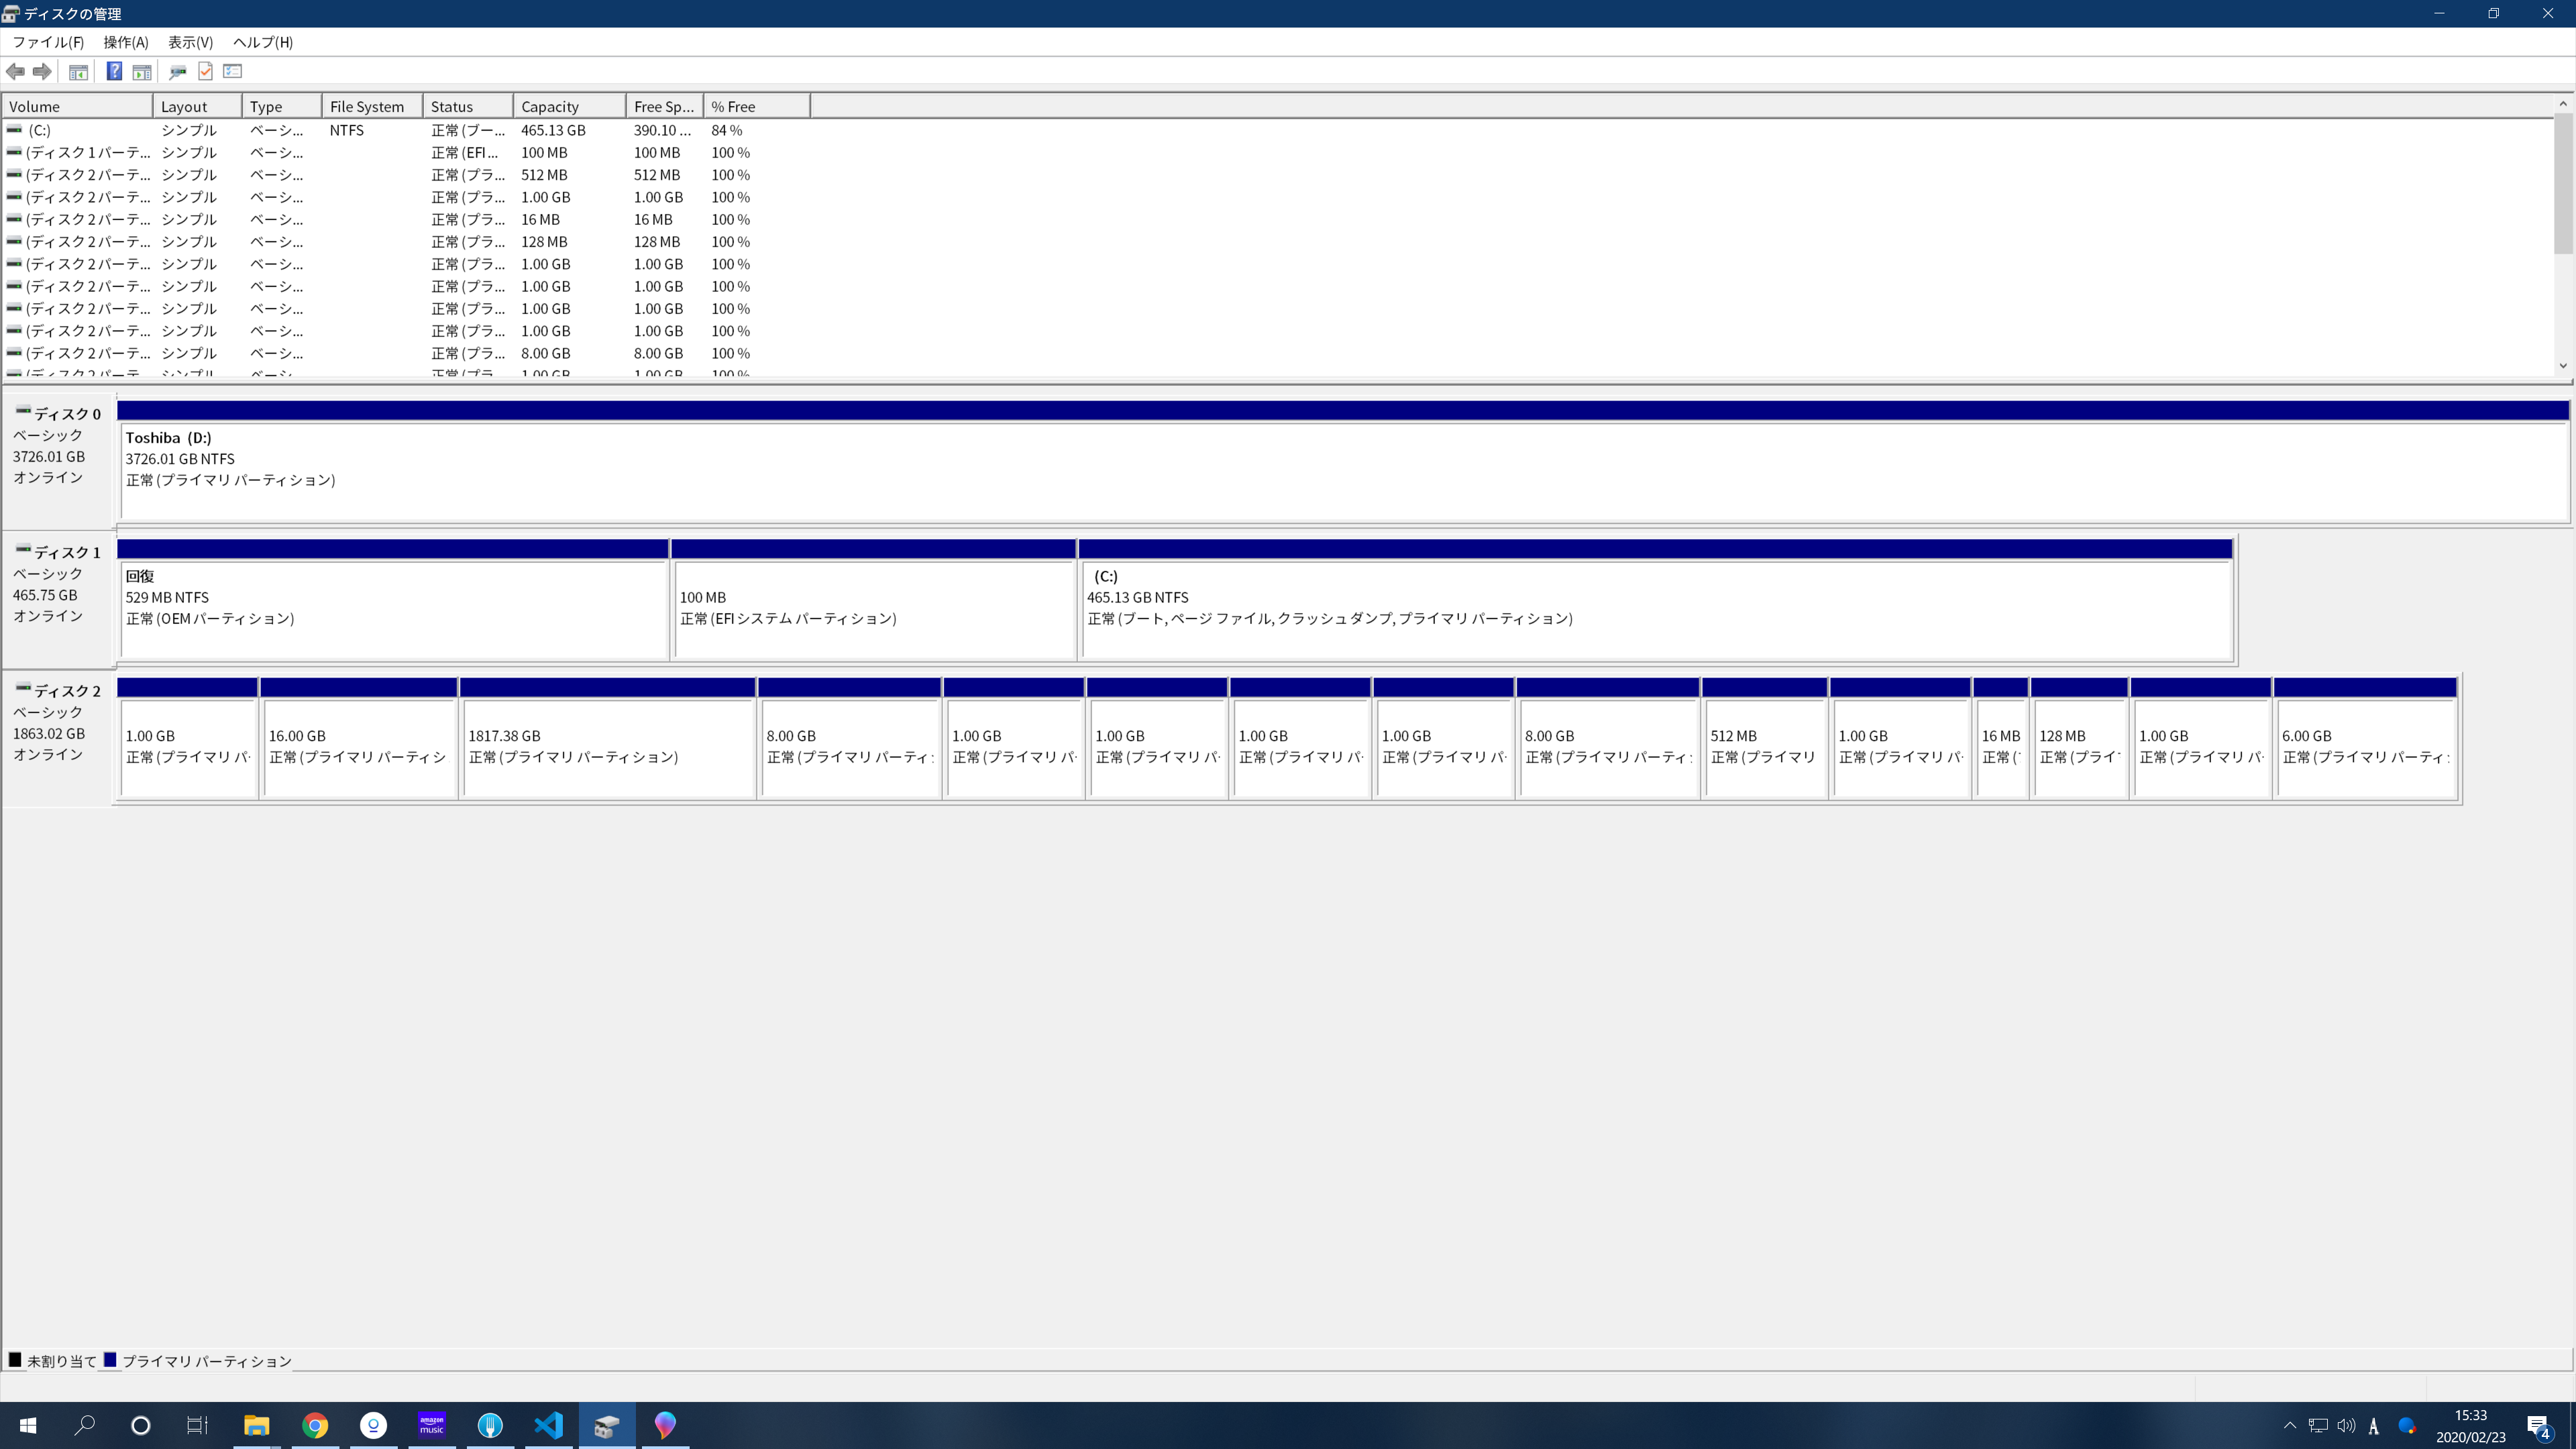 ディスクの管理
ファイル(F) 操作(A) 表示(V) ヘルプ(H)
Volume Layout Type File System Status Capacity Free Sp... % Free
(C:) シンプル ベーシ... NTFS 正常 (ブー... 465.13 GB 390.10 ... 84 %
(ディスク 1 パーテ... シンプル ベーシ... 正常 (EFI ... 100 MB 100 MB 100 %
(ディスク 2 パーテ... シンプル ベーシ... 正常 (プラ... 512 MB 512 MB 100 %
(ディスク 2 パーテ... シンプル ベーシ... 正常 (プラ... 1.00 GB 1.00 GB 100 %
(ディスク 2 パーテ... シンプル ベーシ... 正常 (プラ... 16 MB 16 MB 100 %
(ディスク 2 パーテ... シンプル ベーシ... 正常 (プラ... 128 MB 128 MB 100 %
(ディスク 2 パーテ... シンプル ベーシ... 正常 (プラ... 1.00 GB 1.00 GB 100 %
(ディスク 2 パーテ... シンプル ベーシ... 正常 (プラ... 1.00 GB 1.00 GB 100 %
(ディスク 2 パーテ... シンプル ベーシ... 正常 (プラ... 1.00 GB 1.00 GB 100 %
(ディスク 2 パーテ... シンプル ベーシ... 正常 (プラ... 1.00 GB 1.00 GB 100 %
(ディスク 2 パーテ... シンプル ベーシ... 正常 (プラ... 8.00 GB 8.00 GB 100 %
(ディスク 2 パーテ シンプル ベーシ 正常 (プラ 1.00 GB 1.00 GB 100 %
ディスク 0
ベーシック
3726.01 GB
オンライン
Toshiba (D:)
3726.01 GB NTFS
正常 (プライマリ パーティション)
ディスク 1
ベーシック
465.75 GB
オンライン
回復
529 MB NTFS
正常 (OEM パーティション)
100 MB
正常 (EFI システム パーティション)
(C:)
465.13 GB NTFS
正常 (ブート, ページ ファイル, クラッシュ ダンプ, プライマリ パーティション)
ディスク 2
ベーシック
1863.02 GB
オンライン
1.00 GB
正常 (プライマリ パ
16.00 GB
正常 (プライマリ パーティシ
1817.38 GB
正常 (プライマリ パーティション)
8.00 GB
正常 (プライマリ パーティ
1.00 GB
正常 (プライマリ パ
1.00 GB
正常 (プライマリ パ
1.00 GB
正常 (プライマリ パ
1.00 GB
正常 (プライマリ パ
8.00 GB
正常 (プライマリ パーティ
512 MB
正常 (プライマリ
1.00 GB
正常 (プライマリ パ
16 MB
正常 (
128 MB
正常 (プライ
1.00 GB
正常 (プライマリ パ
6.00 GB
正常 (プライマリ パーティ
未割り当て プライマリ パーティション
amazon
music
A
15:33
2020/02/23
4